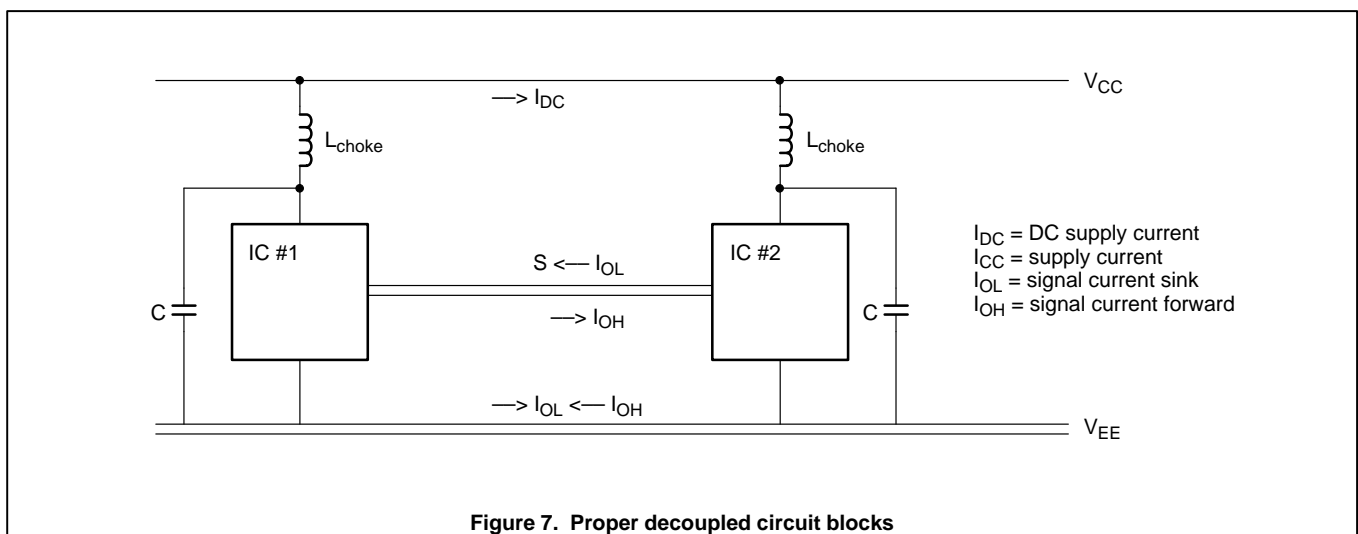 V_CC
—> I_DC
L_choke
L_choke
IC #1
IC #2
S <— I_OL
I_DC = DC supply current
I_CC = supply current
I_OL = signal current sink
I_OH = signal current forward
C
—> I_OH
C
—> I_OL <— I_OH
V_EE
Figure 7. Proper decoupled circuit blocks